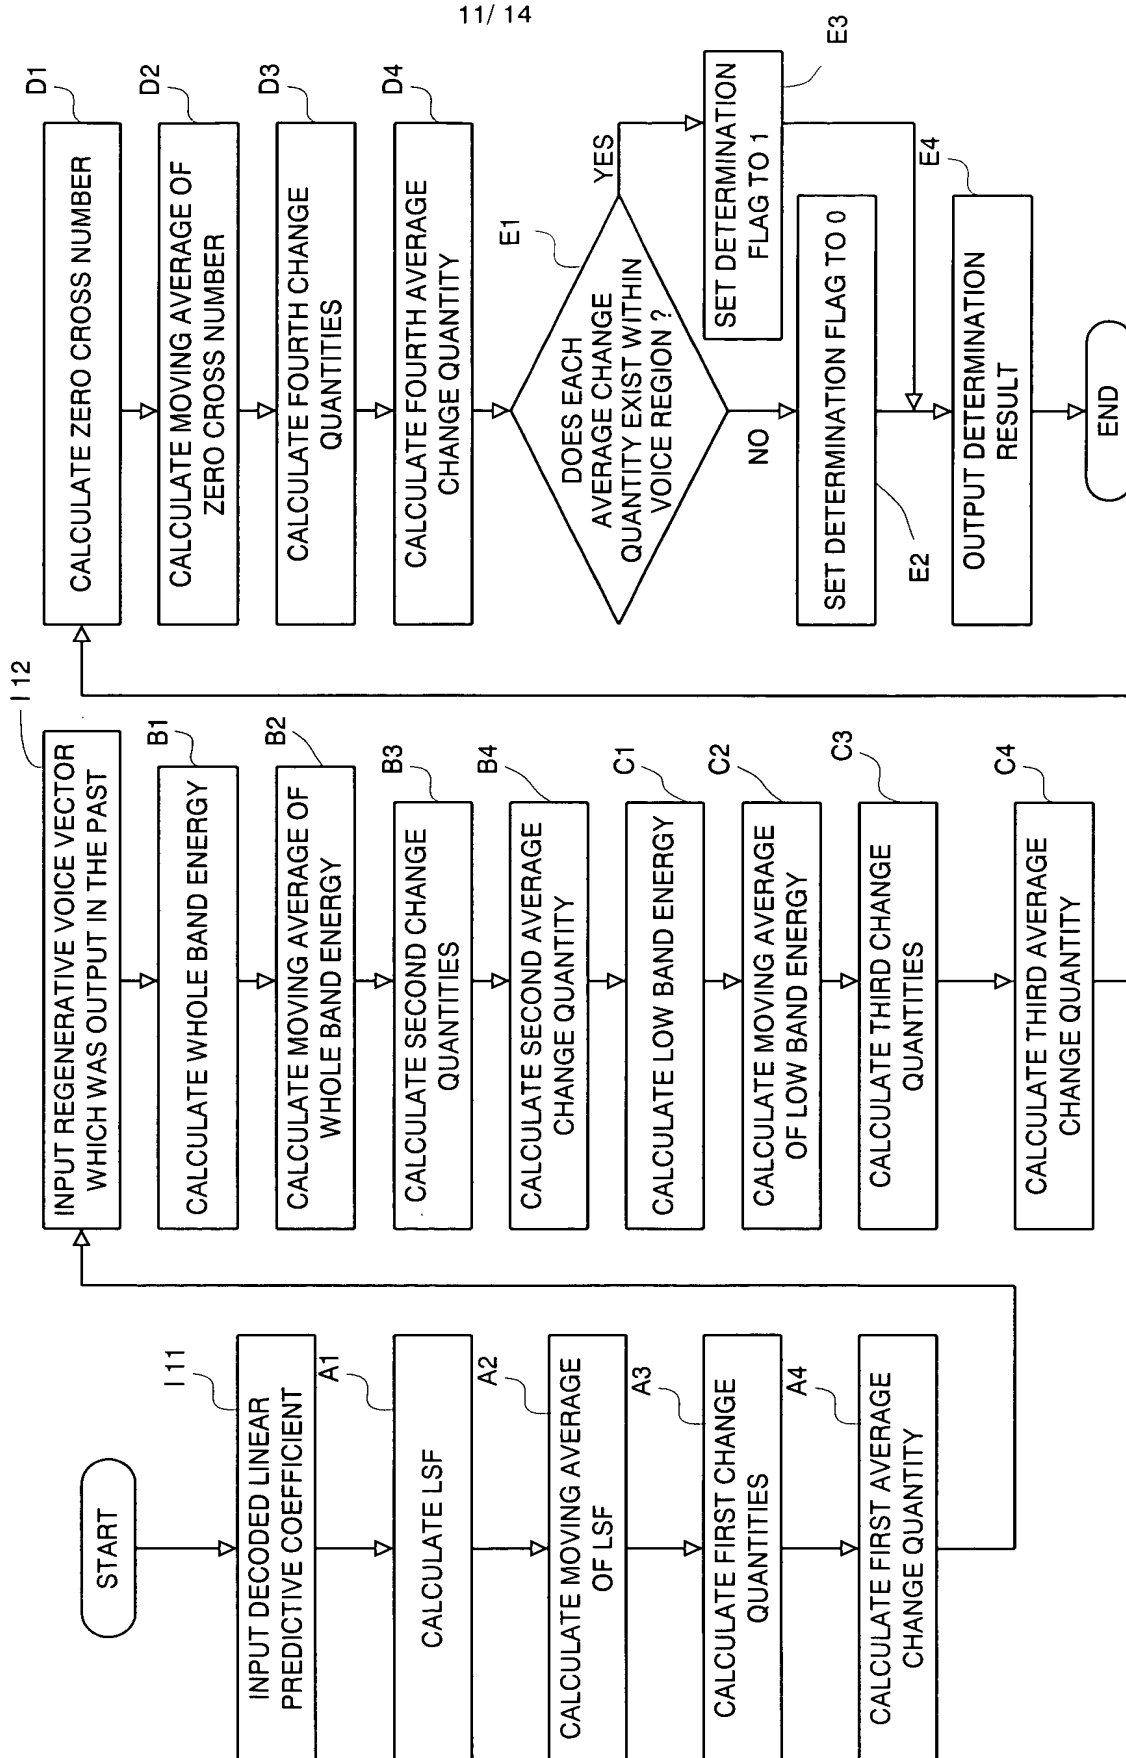 11/ 14
START
I 11
INPUT DECODED LINEAR
PREDICTIVE COEFFICIENT
A1
CALCULATE LSF
A2
CALCULATE MOVING AVERAGE
OF LSF
A3
CALCULATE FIRST CHANGE
QUANTITIES
A4
CALCULATE FIRST AVERAGE
CHANGE QUANTITY
I 12
INPUT REGENERATIVE VOICE VECTOR
WHICH WAS OUTPUT IN THE PAST
B1
CALCULATE WHOLE BAND ENERGY
B2
CALCULATE MOVING AVERAGE OF
WHOLE BAND ENERGY
B3
CALCULATE SECOND CHANGE
QUANTITIES
B4
CALCULATE SECOND AVERAGE
CHANGE QUANTITY
C1
CALCULATE LOW BAND ENERGY
C2
CALCULATE MOVING AVERAGE
OF LOW BAND ENERGY
C3
CALCULATE THIRD CHANGE
QUANTITIES
C4
CALCULATE THIRD AVERAGE
CHANGE QUANTITY
D1
CALCULATE ZERO CROSS NUMBER
D2
CALCULATE MOVING AVERAGE OF
ZERO CROSS NUMBER
D3
CALCULATE FOURTH CHANGE
QUANTITIES
D4
CALCULATE FOURTH AVERAGE
CHANGE QUANTITY
E1
DOES EACH
AVERAGE CHANGE
QUANTITY EXIST WITHIN
VOICE REGION ?
YES
E3
SET DETERMINATION
FLAG TO 1
NO
SET DETERMINATION FLAG TO 0
E2
E4
OUTPUT DETERMINATION
RESULT
END